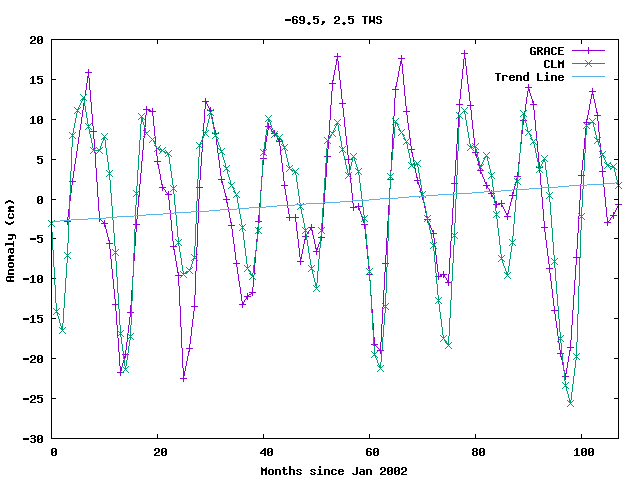 -69.5, 2.5 TWS
GRACE
CLM
Trend Line
20
15
10
5
0
-5
-10
-15
-20
-25
-30
Anomaly (cm)
0 20 40 60 80 100
Months since Jan 2002